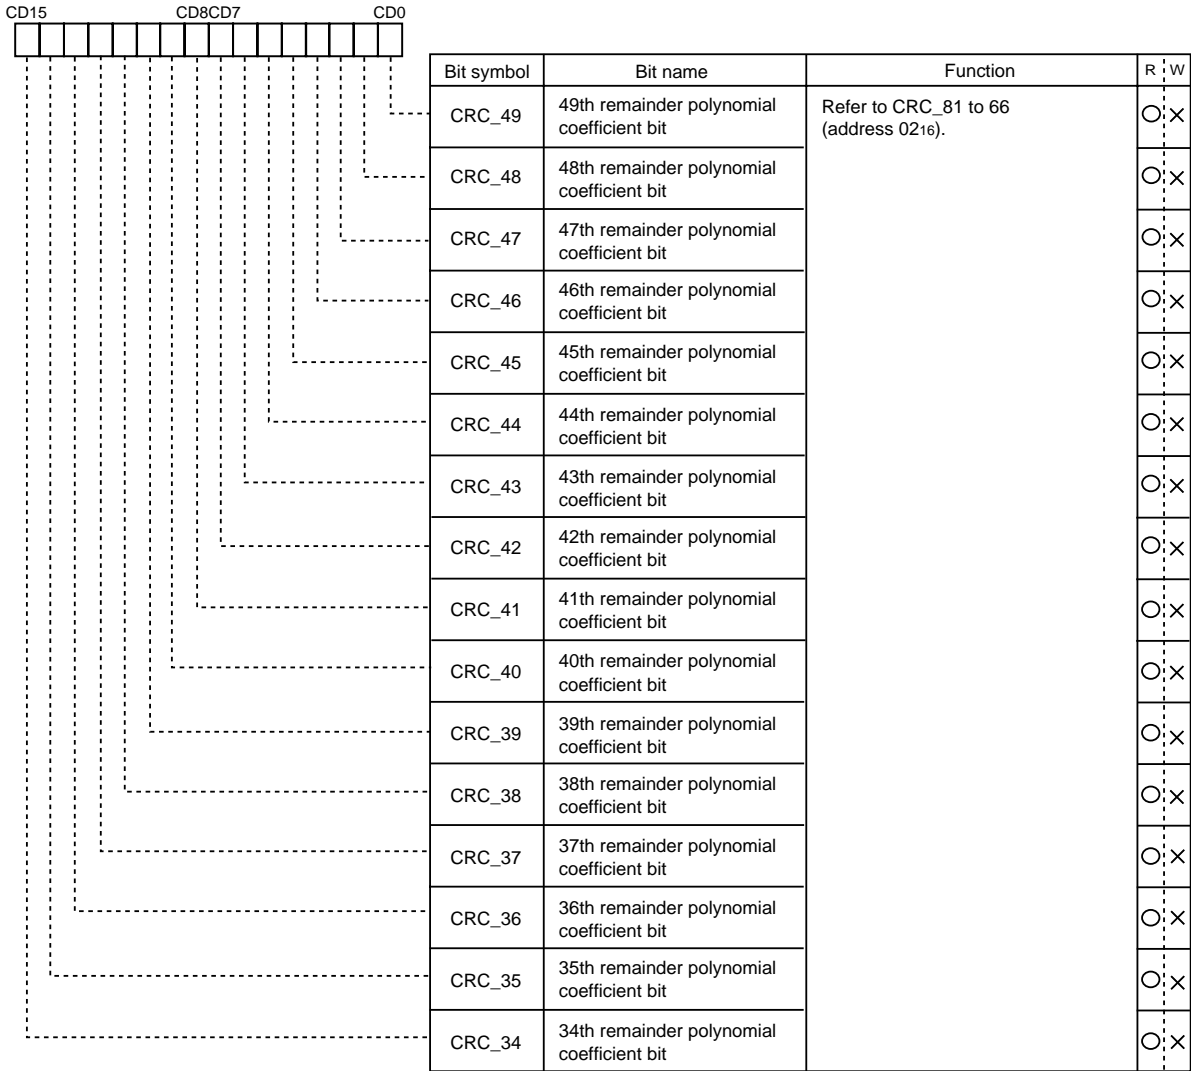 CD15 CD8CD7 CD0
Bit symbol Bit name Function R W
CRC_49 49th remainder polynomial coefficient bit Refer to CRC_81 to 66 (address 0216). ○ ×
CRC_48 48th remainder polynomial coefficient bit ○ ×
CRC_47 47th remainder polynomial coefficient bit ○ ×
CRC_46 46th remainder polynomial coefficient bit ○ ×
CRC_45 45th remainder polynomial coefficient bit ○ ×
CRC_44 44th remainder polynomial coefficient bit ○ ×
CRC_43 43th remainder polynomial coefficient bit ○ ×
CRC_42 42th remainder polynomial coefficient bit ○ ×
CRC_41 41th remainder polynomial coefficient bit ○ ×
CRC_40 40th remainder polynomial coefficient bit ○ ×
CRC_39 39th remainder polynomial coefficient bit ○ ×
CRC_38 38th remainder polynomial coefficient bit ○ ×
CRC_37 37th remainder polynomial coefficient bit ○ ×
CRC_36 36th remainder polynomial coefficient bit ○ ×
CRC_35 35th remainder polynomial coefficient bit ○ ×
CRC_34 34th remainder polynomial coefficient bit ○ ×